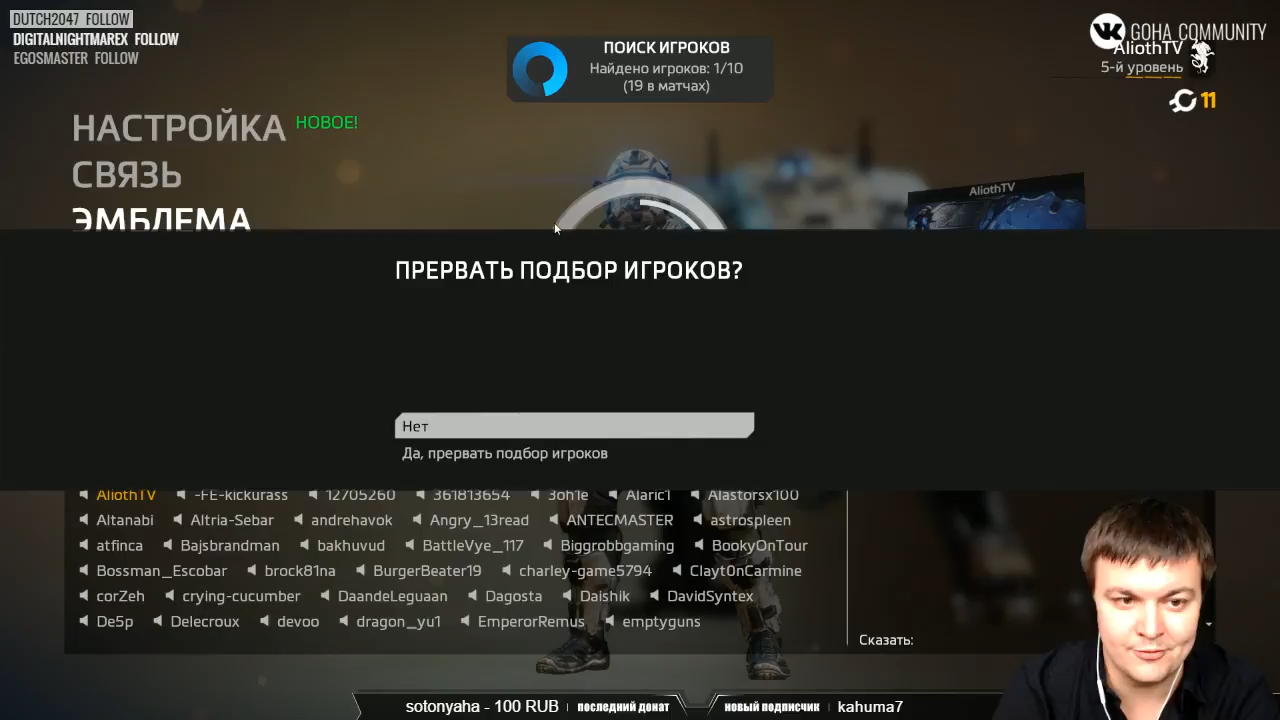 DUTCH2047 FOLLOW
DIGITALNIGHTMAREX FOLLOW
EGOSMASTER FOLLOW
ПОИСК ИГРОКОВ
Найдено игроков: 1/10
(19 в матчах)
GOHA_COMMUNITY
AliothTV
5-й уровень
11
НАСТРОЙКА НОВОЕ!
СВЯЗЬ
ЭМБЛЕМА
AliothTV
ПРЕРВАТЬ ПОДБОР ИГРОКОВ?
Нет
Да, прервать подбор игроков
AliothTV -FE-kickurass 12705260 361813654 3oh1e Alaric1 Alastorsx100
Altanabi Altria-Sebar andrehavok Angry_13read ANTECMASTER astrospleen
atfinca Bajsbrandman bakhuvud BattleVye_117 Biggrobbgaming BookyOnTour
Bossman_Escobar brock81na BurgerBeater19 charley-game5794 Clayt0nCarmine
corZeh crying-cucumber DaandeLeguaan Dagosta Daishik DavidSyntex
De5p Delecroux devoo dragon_yu1 EmperorRemus emptyguns
Сказать:
sotonyaha - 100 RUB последний донат новый подписчик kahuma7